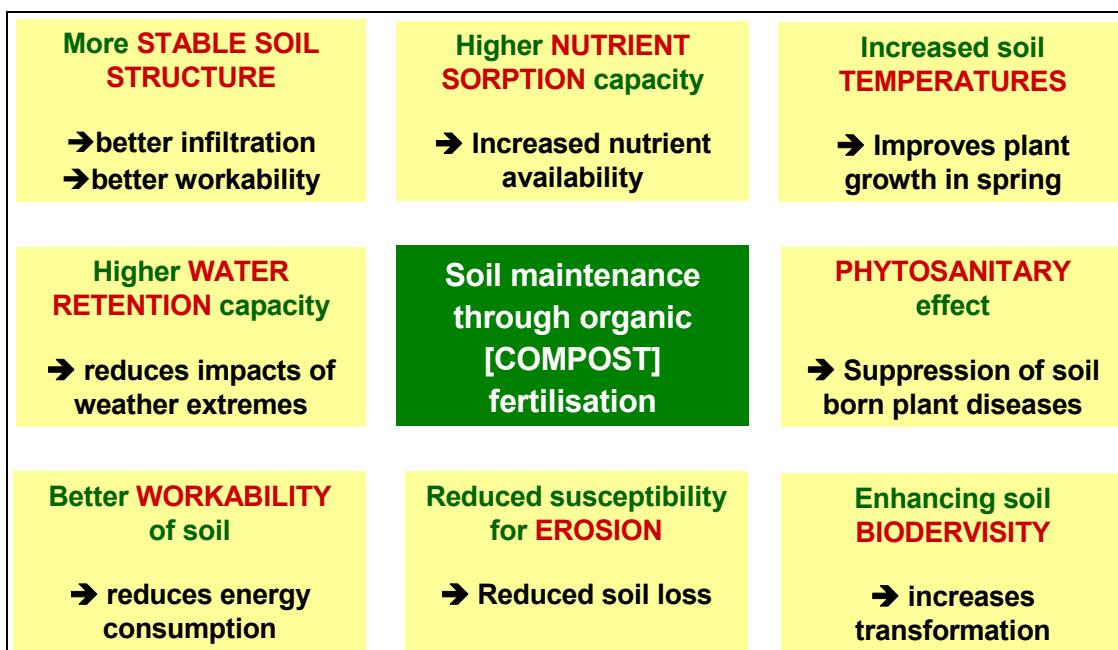 More STABLE SOIL
STRUCTURE
➔better infiltration
➔better workability
Higher NUTRIENT
SORPTION capacity
➔ Increased nutrient
availability
Increased soil
TEMPERATURES
➔ Improves plant
growth in spring
Higher WATER
RETENTION capacity
➔ reduces impacts of
weather extremes
Soil maintenance
through organic
[COMPOST]
fertilisation
PHYTOSANITARY
effect
➔ Suppression of soil
born plant diseases
Better WORKABILITY
of soil
➔ reduces energy
consumption
Reduced susceptibility
for EROSION
➔ Reduced soil loss
Enhancing soil
BIODERVISITY
➔ increases
transformation